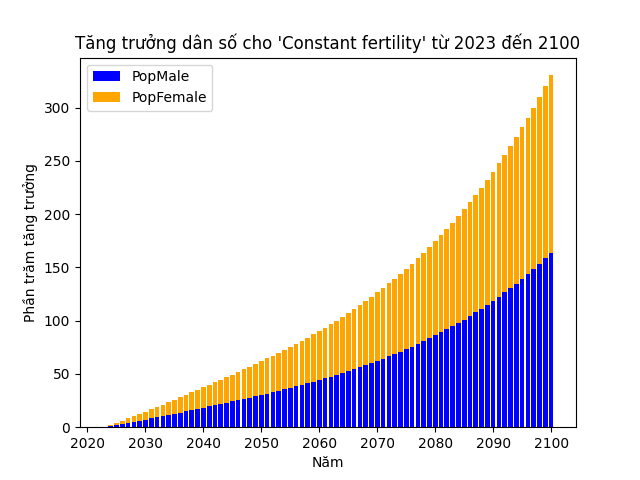 Tăng trưởng dân số cho 'Constant fertility' từ 2023 đến 2100
PopMale
PopFemale
Phần trăm tăng trưởng
300
250
200
150
100
50
0
2020 2030 2040 2050 2060 2070 2080 2090 2100
Năm